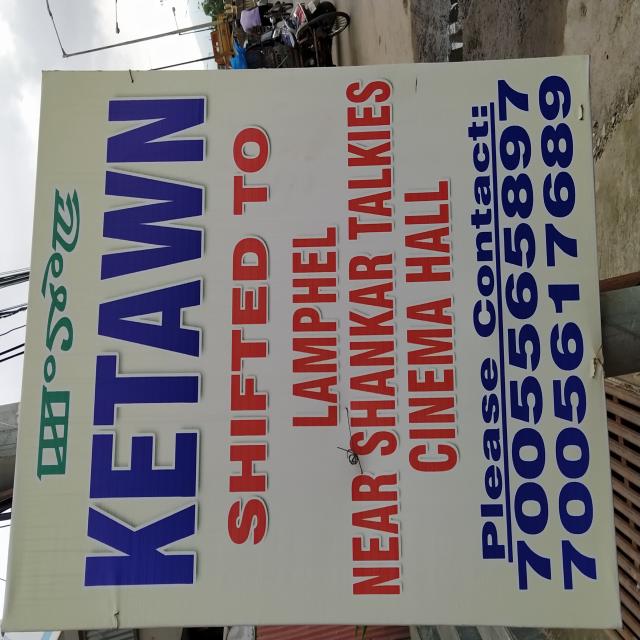 KETAWN
SHIFTED TO
LAMPHEL
NEAR SHANKAR TALKIES
CINEMA HALL
Please Contact:
7005565897
7005617689